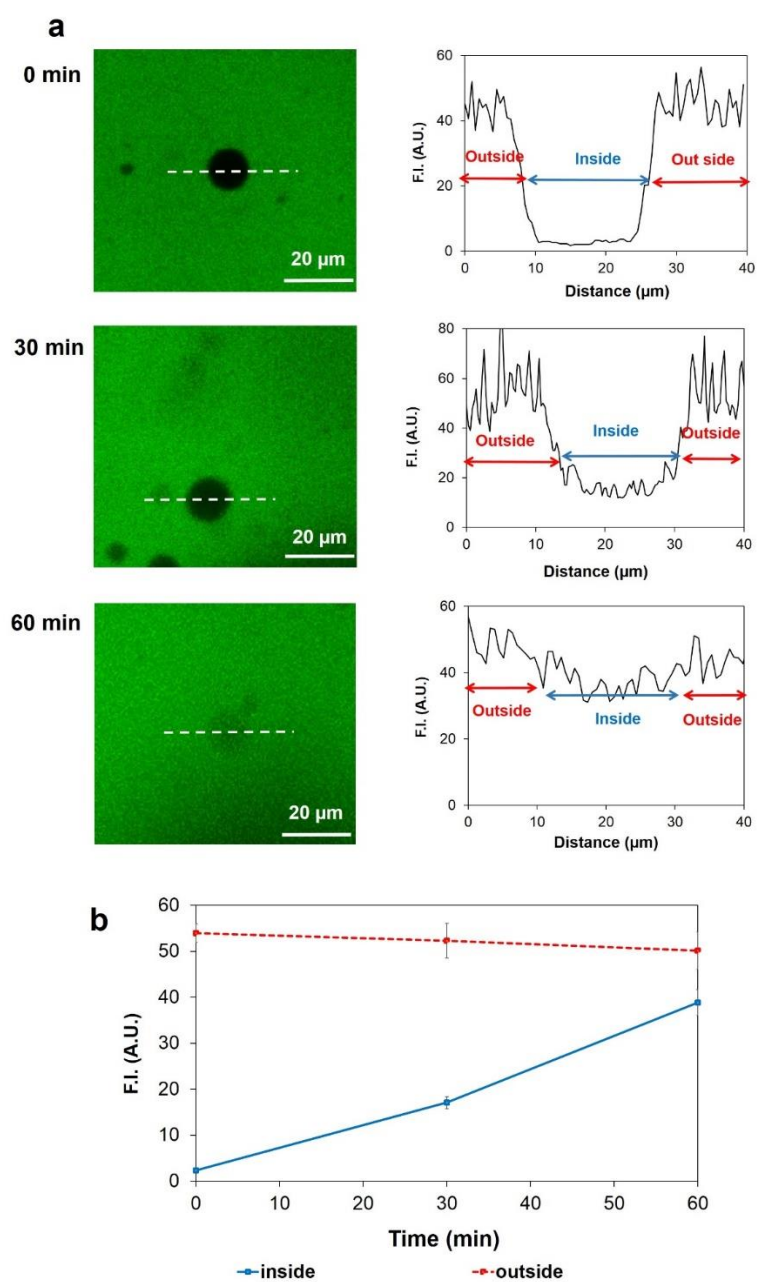 a
0 min
20 µm
60
40
20
0
F.I. (A.U.)
Outside
Inside
Out side
0 10 20 30 40
Distance (µm)
30 min
20 µm
80
60
40
20
0
F.I. (A.U.)
Outside
Inside
Outside
0 10 20 30 40
Distance (µm)
60 min
20 µm
60
40
20
0
F.I. (A.U.)
Outside
Inside
Outside
0 10 20 30 40
Distance (µm)
b
60
50
40
30
20
10
0
F.I. (A.U.)
0 10 20 30 40 50 60
Time (min)
inside outside